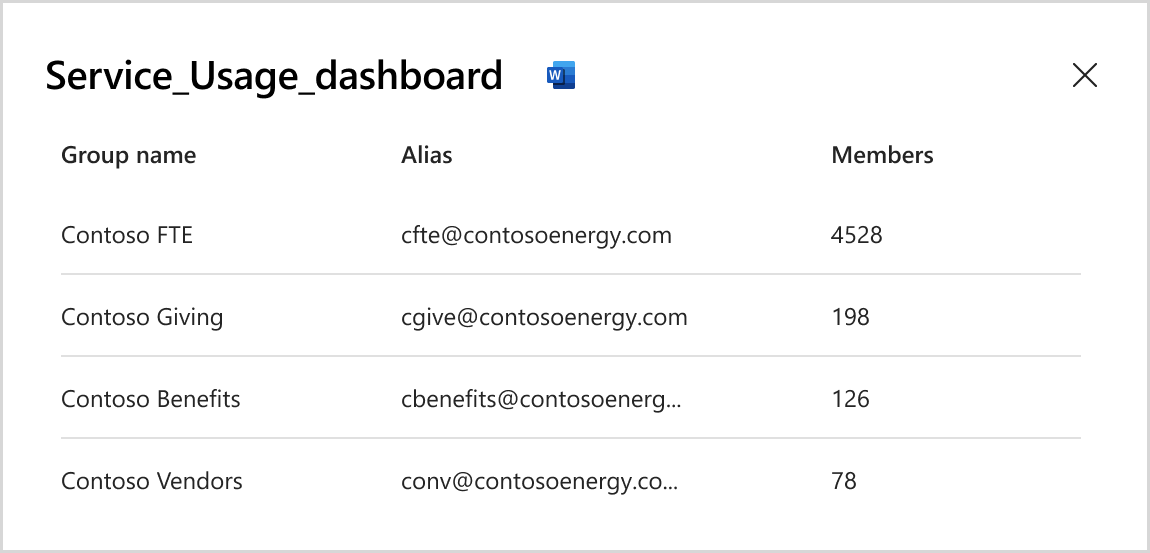 Service_Usage_dashboard W
Group name Alias Members
Contoso FTE cfte@contosoenergy.com 4528
Contoso Giving cgive@contosoenergy.com 198
Contoso Benefits cbenefits@contosoenerg... 126
Contoso Vendors conv@contosoenergy.co... 78